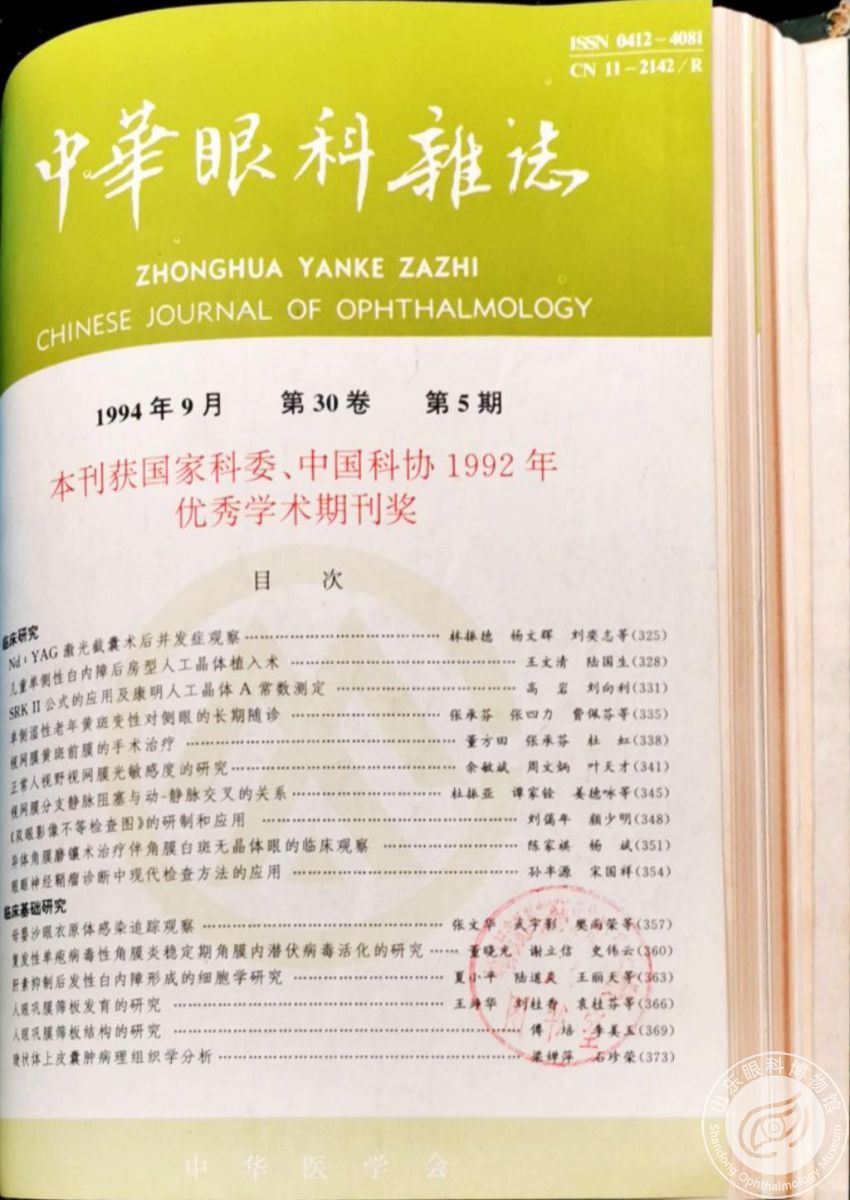 ISSN 0412-4081
CN 11-2142/R
中華眼科雜誌
ZHONGHUA YANKE ZAZHI
CHINESE JOURNAL OF OPHTHALMOLOGY
1994年9月 第30卷 第5期
本刊获国家科委、中国科协1992年
优秀学术期刊奖
目 次
临床研究
Nd:YAG激光截囊术后并发症观察 林振德 杨文辉 刘奕志等(325)
儿童单侧性白内障后房型人工晶体植入术 王文清 陆国生(328)
SRK II公式的应用及康明人工晶体A常数测定 高岩 刘向利(331)
单侧湿性老年黄斑变性对侧眼的长期随诊 张承芬 张四力 费佩芬等(335)
视网膜黄斑前膜的手术治疗 董方田 张承芬 杜虹(338)
正常人视野视网膜光敏感度的研究 余敏斌 周文炳 叶天才(341)
视网膜分支静脉阻塞与动-静脉交叉的关系 杜振亚 谭家铨 姜德咏等(345)
《双眼影像不等检查图》的研制和应用 刘蔼年 颜少明(348)
异体角膜磨镶术治疗伴角膜白斑无晶体眼的临床观察 陈家祺 杨斌(351)
眼眶神经鞘瘤诊断中现代检查方法的应用 孙丰源 宋国祥(354)
临床基础研究
母婴沙眼衣原体感染追踪观察 张文华 武宇影 樊尚荣等(357)
复发性单疱病毒性角膜炎稳定期角膜内潜伏病毒活化的研究 董晓光 谢立信 史伟云(360)
肝素抑制后发性白内障形成的细胞学研究 夏小平 陆道炎 王丽天等(363)
人眼巩膜筛板发育的研究 王 华 刘杜香 袁杜芬等(366)
人眼巩膜筛板结构的研究 傅培 李美玉(369)
睫状体上皮囊肿病理组织学分析 梁婵萍 石珍荣(373)
中华医学会
山东眼科博物馆
Shandong Ophthalmology Museum